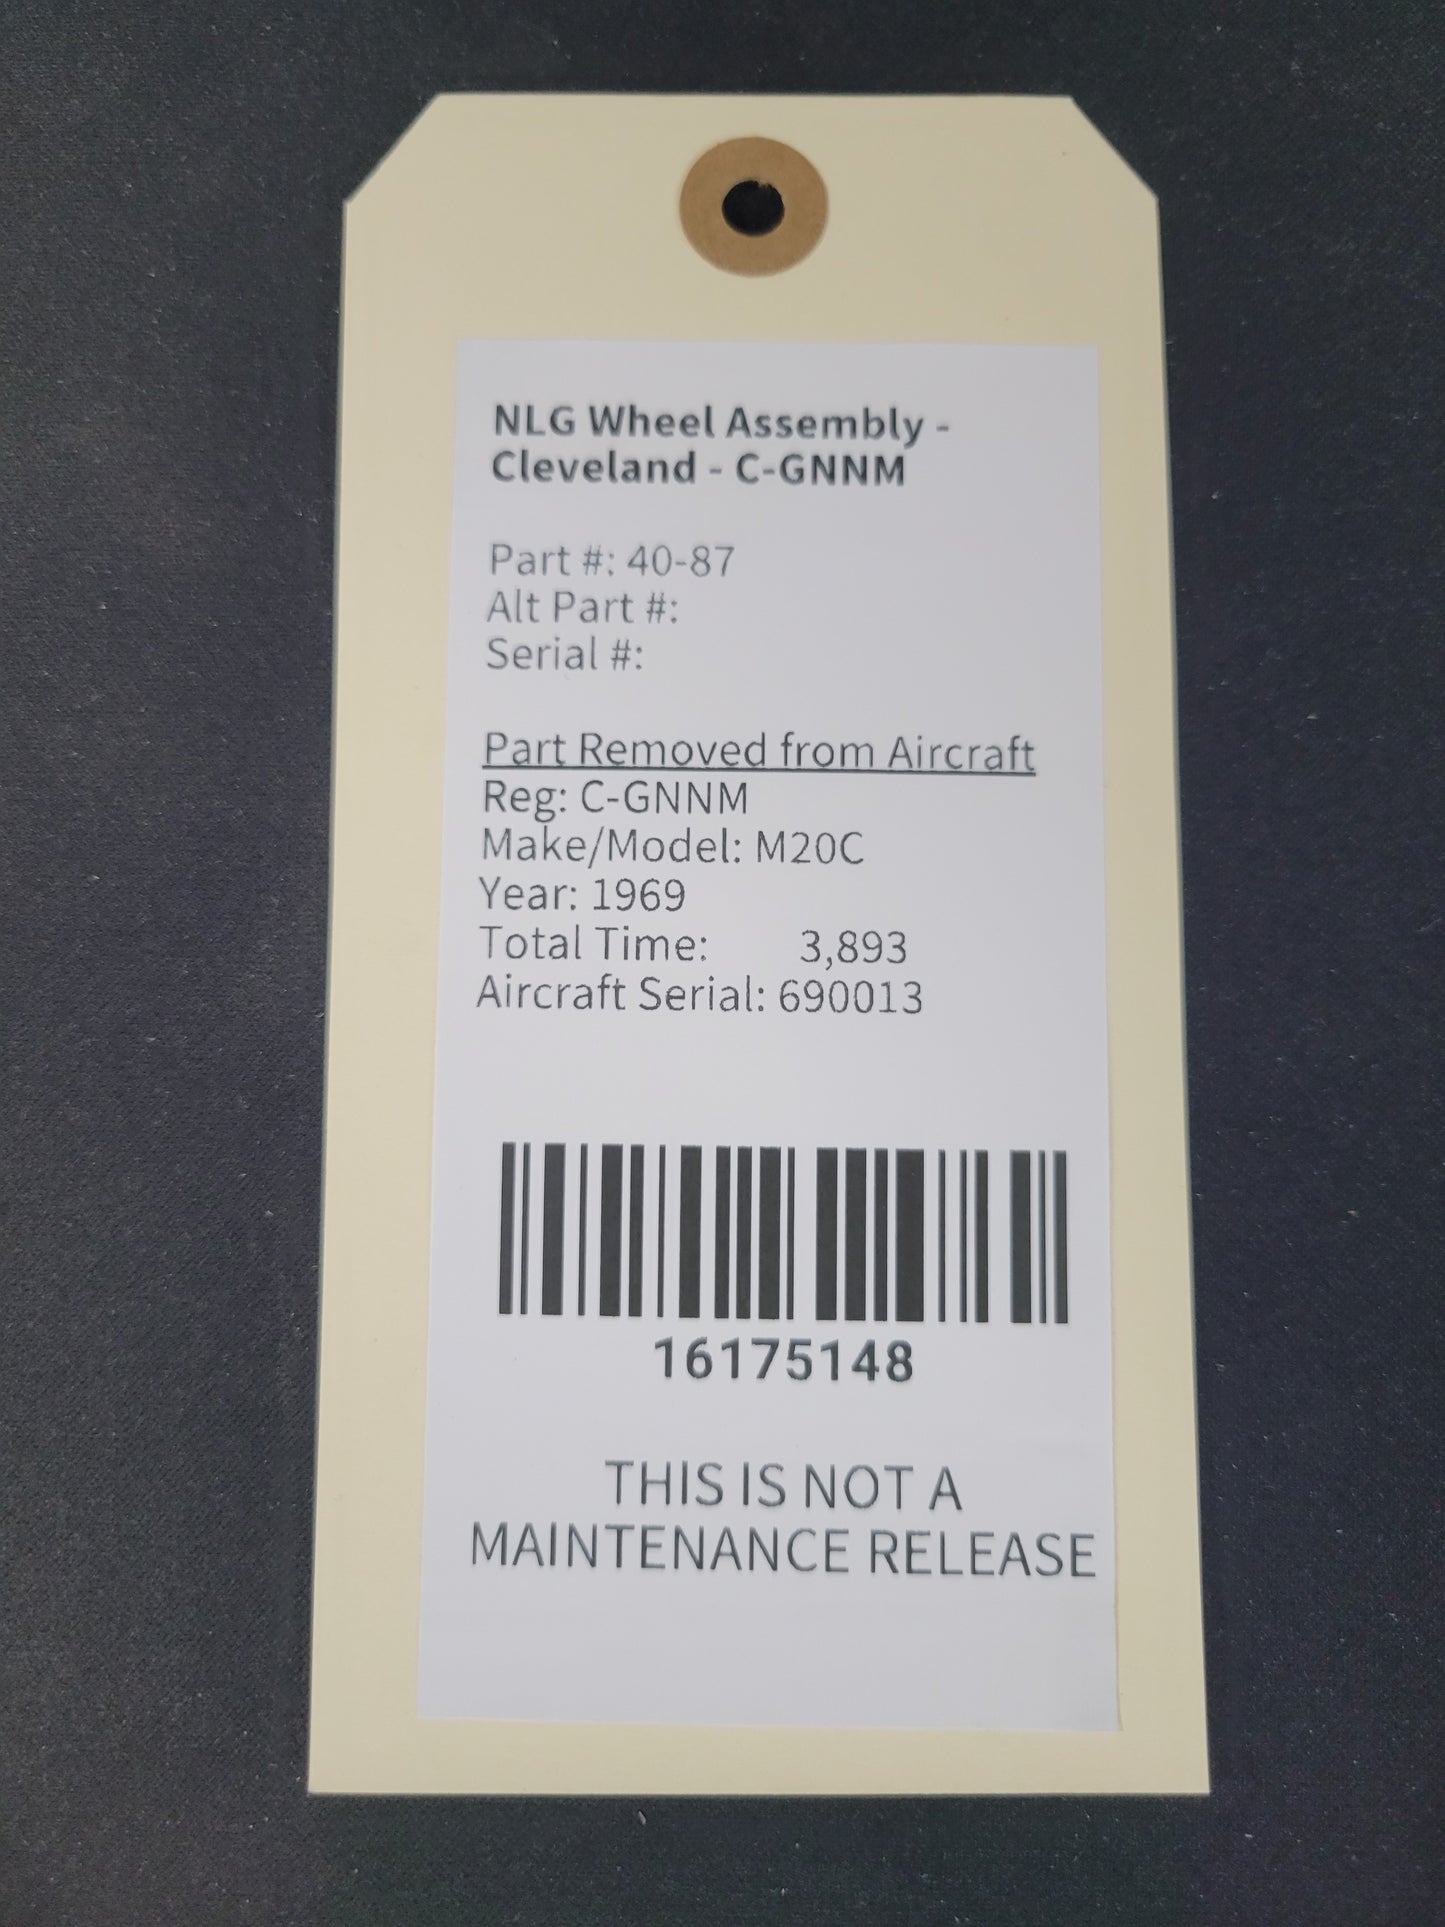 NLG Wheel Assembly -
Cleveland - C-GNNM
Part #: 40-87
Alt Part #:
Serial #:
Part Removed from Aircraft
Reg: C-GNNM
Make/Model: M20C
Year: 1969
Total Time: 3,893
Aircraft Serial: 690013
16175148
THIS IS NOT A
MAINTENANCE RELEASE